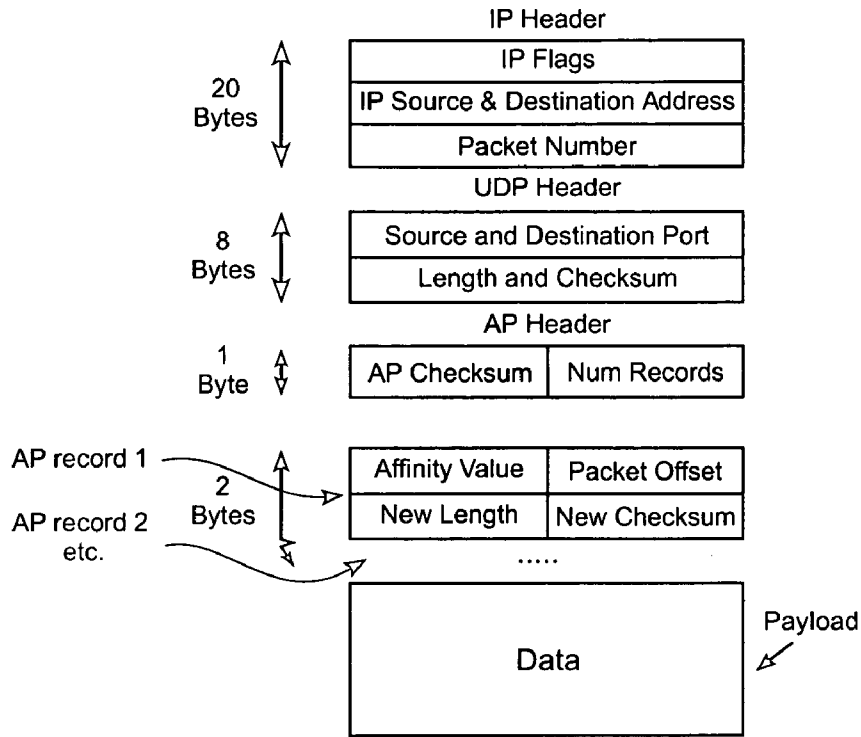 IP Header
20
Bytes
IP Flags
IP Source & Destination Address
Packet Number
UDP Header
8
Bytes
Source and Destination Port
Length and Checksum
AP Header
1
Byte
AP Checksum
Num Records
AP record 1
2
Bytes
Affinity Value
Packet Offset
New Length
New Checksum
AP record 2
etc.
.....
Data
Payload